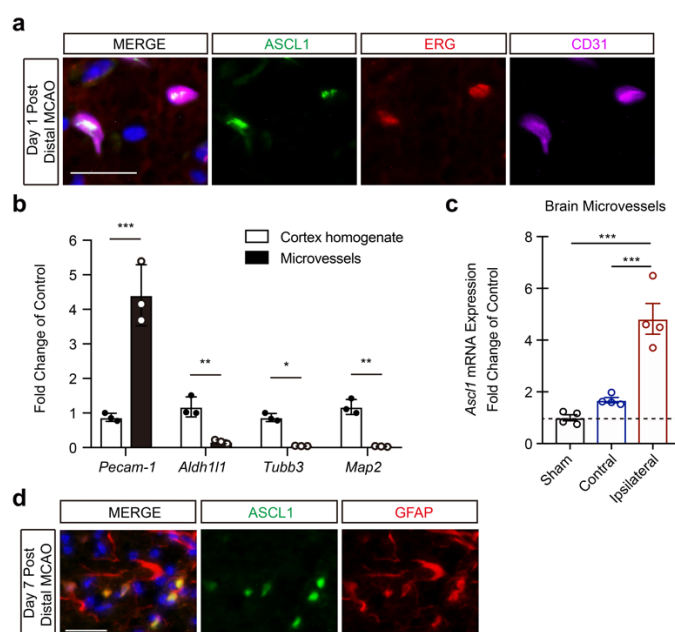 a
MERGE ASCL1 ERG CD31
Day 1 Post
Distal MCAO
b
***
Cortex homogenate
Microvessels
** * **
Fold Change of Control
6
5
4
3
2
1
0
Pecam-1 Aldh1l1 Tubb3 Map2
c
Brain Microvessels
***
***
Ascl1 mRNA Expression
Fold Change of Control
8
6
4
2
0
Sham
Contral
Ipsilateral
d
MERGE ASCL1 GFAP
Day 7 Post
Distal MCAO